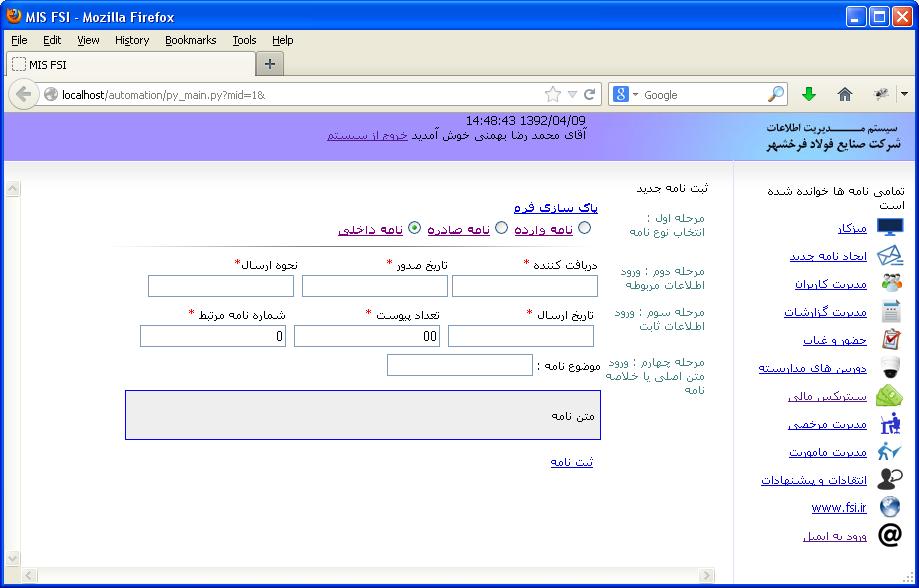 MIS FSI - Mozilla Firefox
File Edit View History Bookmarks Tools Help
MIS FSI
localhost/automation/py_main.py?mid=1&
Google
سیستم مدیریت اطلاعات
شرکت صنایع فولاد فرخشهر
14:48:43 1392/04/09
آقای محمد رضا بهمنی خوش آمدید خروج از سیستم
تمامی نامه ها خوانده شده
است
میزکار
ایجاد نامه جدید
مدیریت کاربران
مدیریت گزارشات
حضور و غیاب
دوربین های مداربسته
سیتریکس مالی
مدیریت مرخصی
مدیریت ماموریت
انتقادات و پیشنهادات
www.fsi.ir
ورود به ایمیل
ثبت نامه جدید
مرحله اول :
انتخاب نوع نامه
مرحله دوم : ورود
اطلاعات مربوطه
مرحله سوم : ورود
اطلاعات ثابت
مرحله چهارم : ورود
متن اصلی یا خلاصه
نامه
پاک سازی فرم
نامه وارده نامه صادره نامه داخلی
دریافت کننده * تاریخ صدور * نحوه ارسال*
تاریخ ارسال * تعداد پیوست * شماره نامه مرتبط *
00 0
موضوع نامه :
متن نامه
ثبت نامه